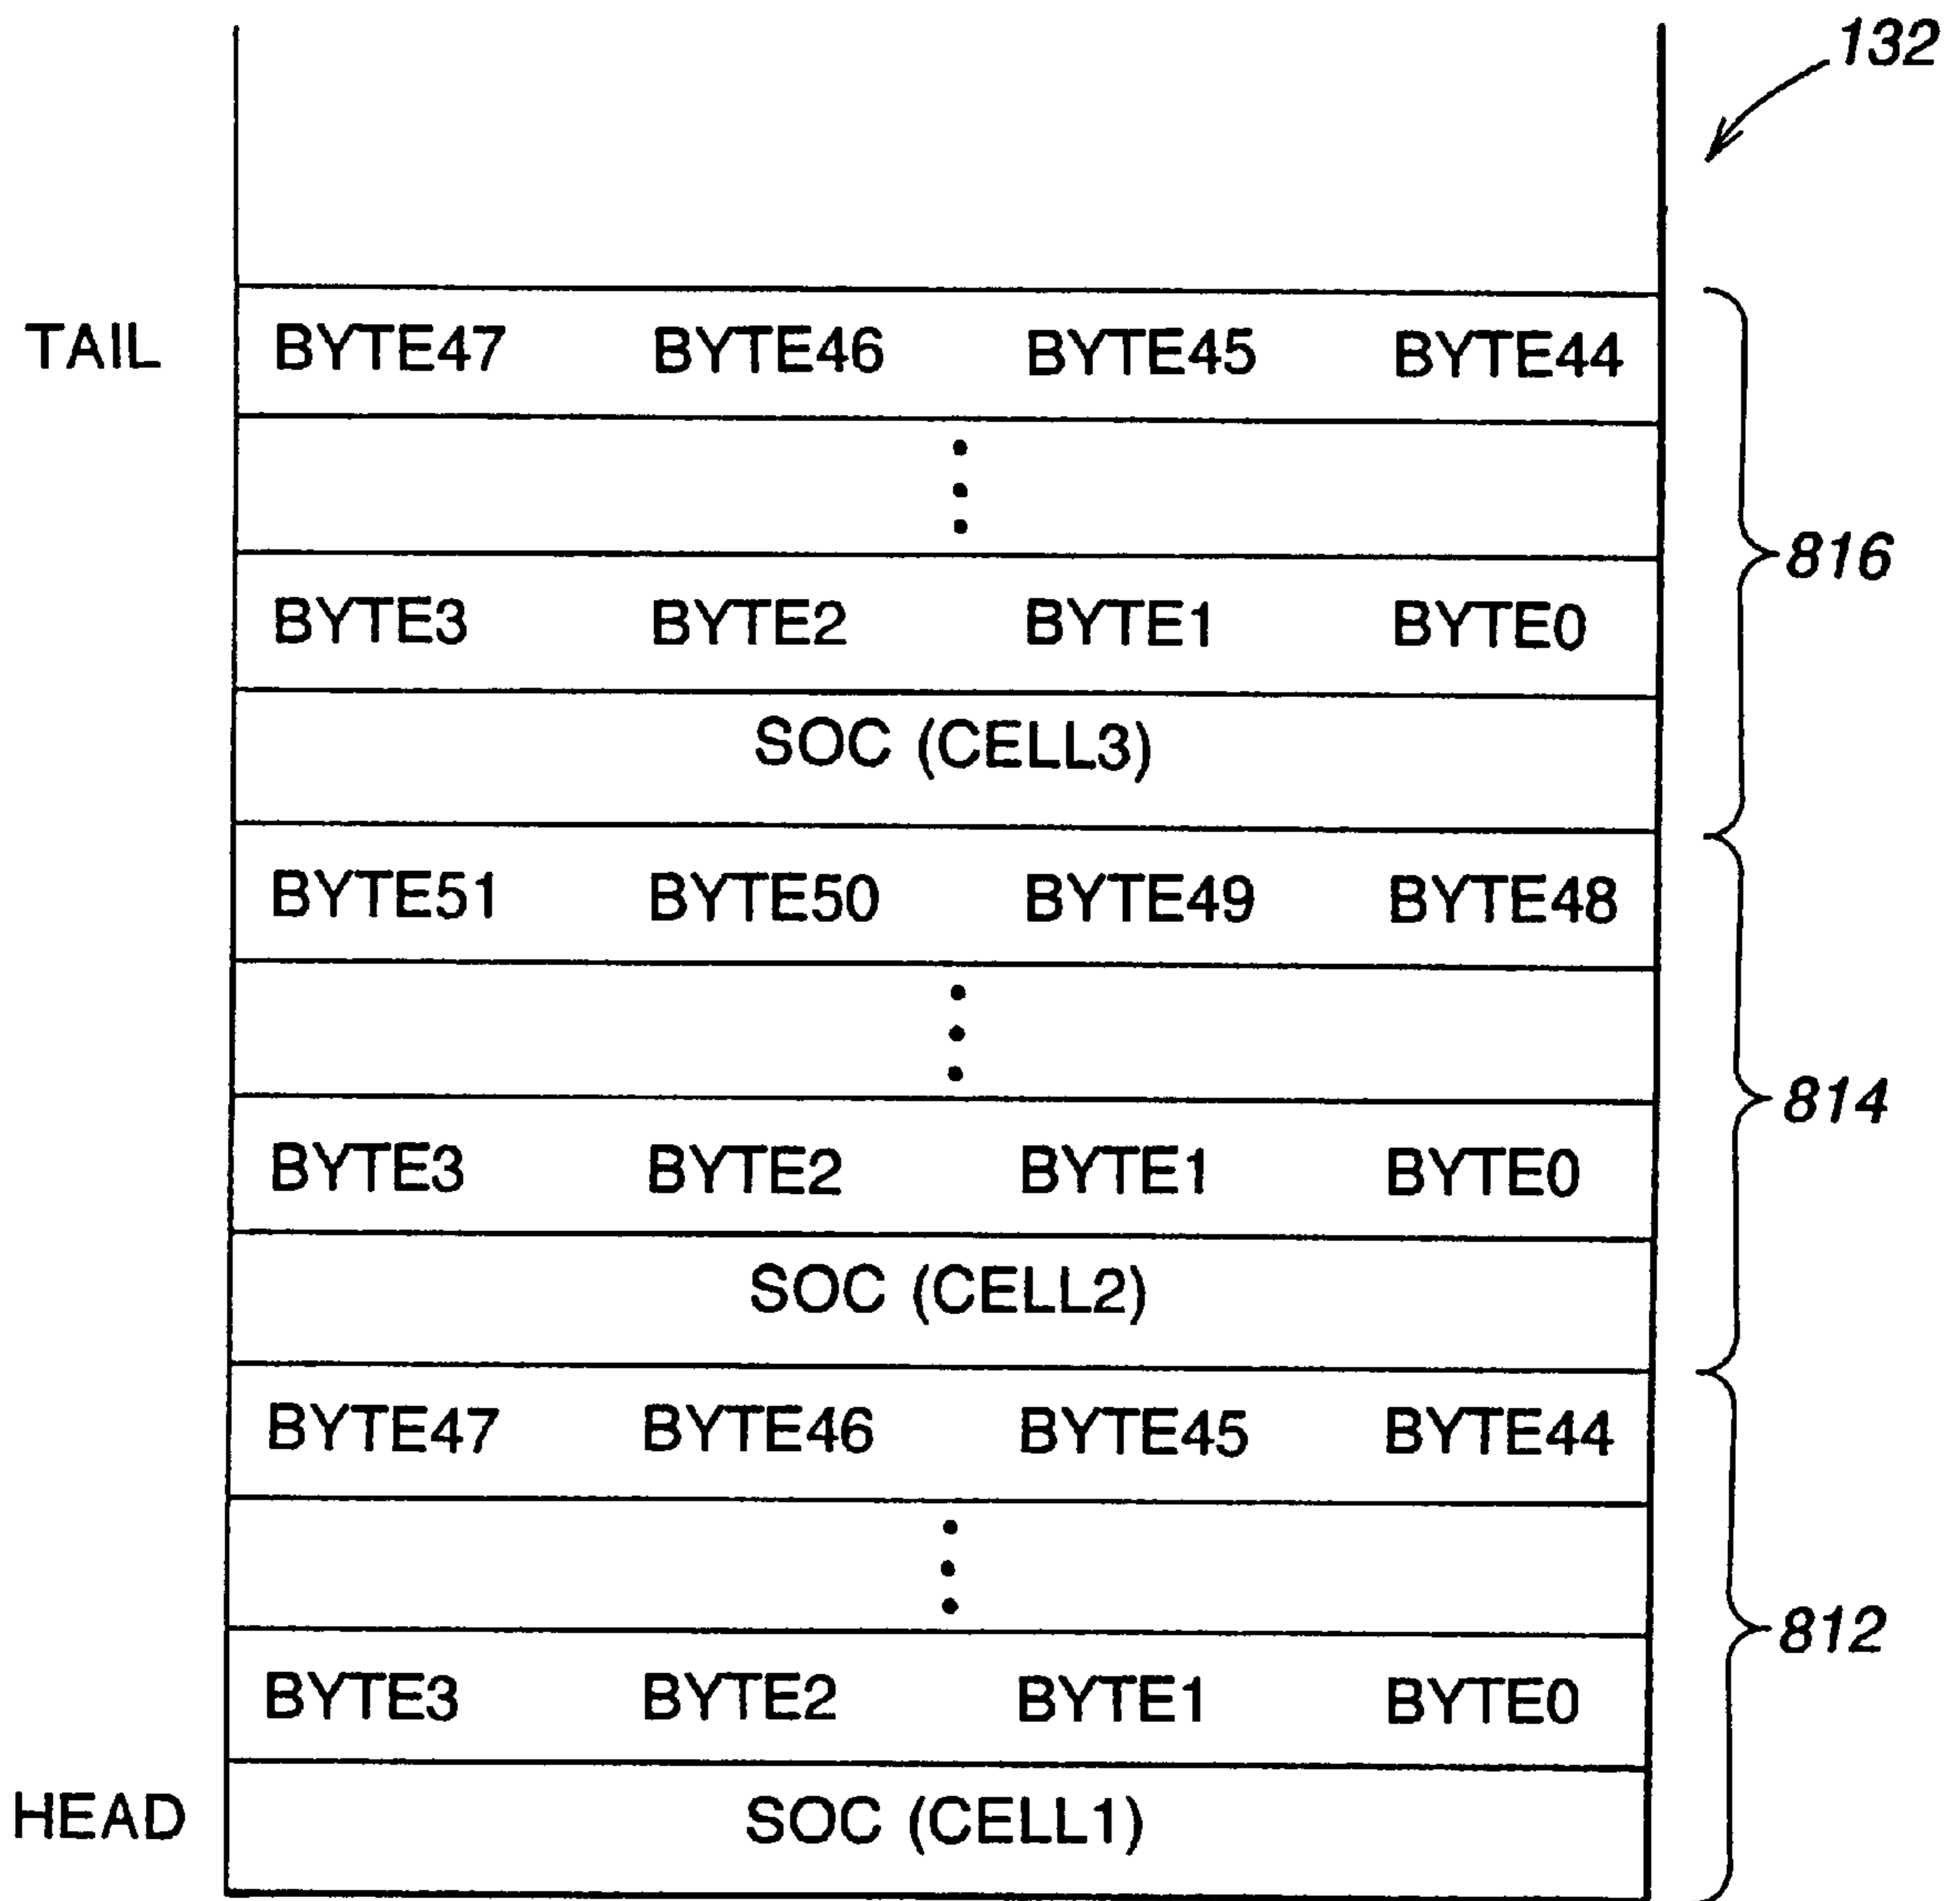 132
TAIL BYTE47 BYTE46 BYTE45 BYTE44
816
BYTE3 BYTE2 BYTE1 BYTE0
SOC (CELL3)
BYTE51 BYTE50 BYTE49 BYTE48
814
BYTE3 BYTE2 BYTE1 BYTE0
SOC (CELL2)
BYTE47 BYTE46 BYTE45 BYTE44
812
BYTE3 BYTE2 BYTE1 BYTE0
HEAD SOC (CELL1)